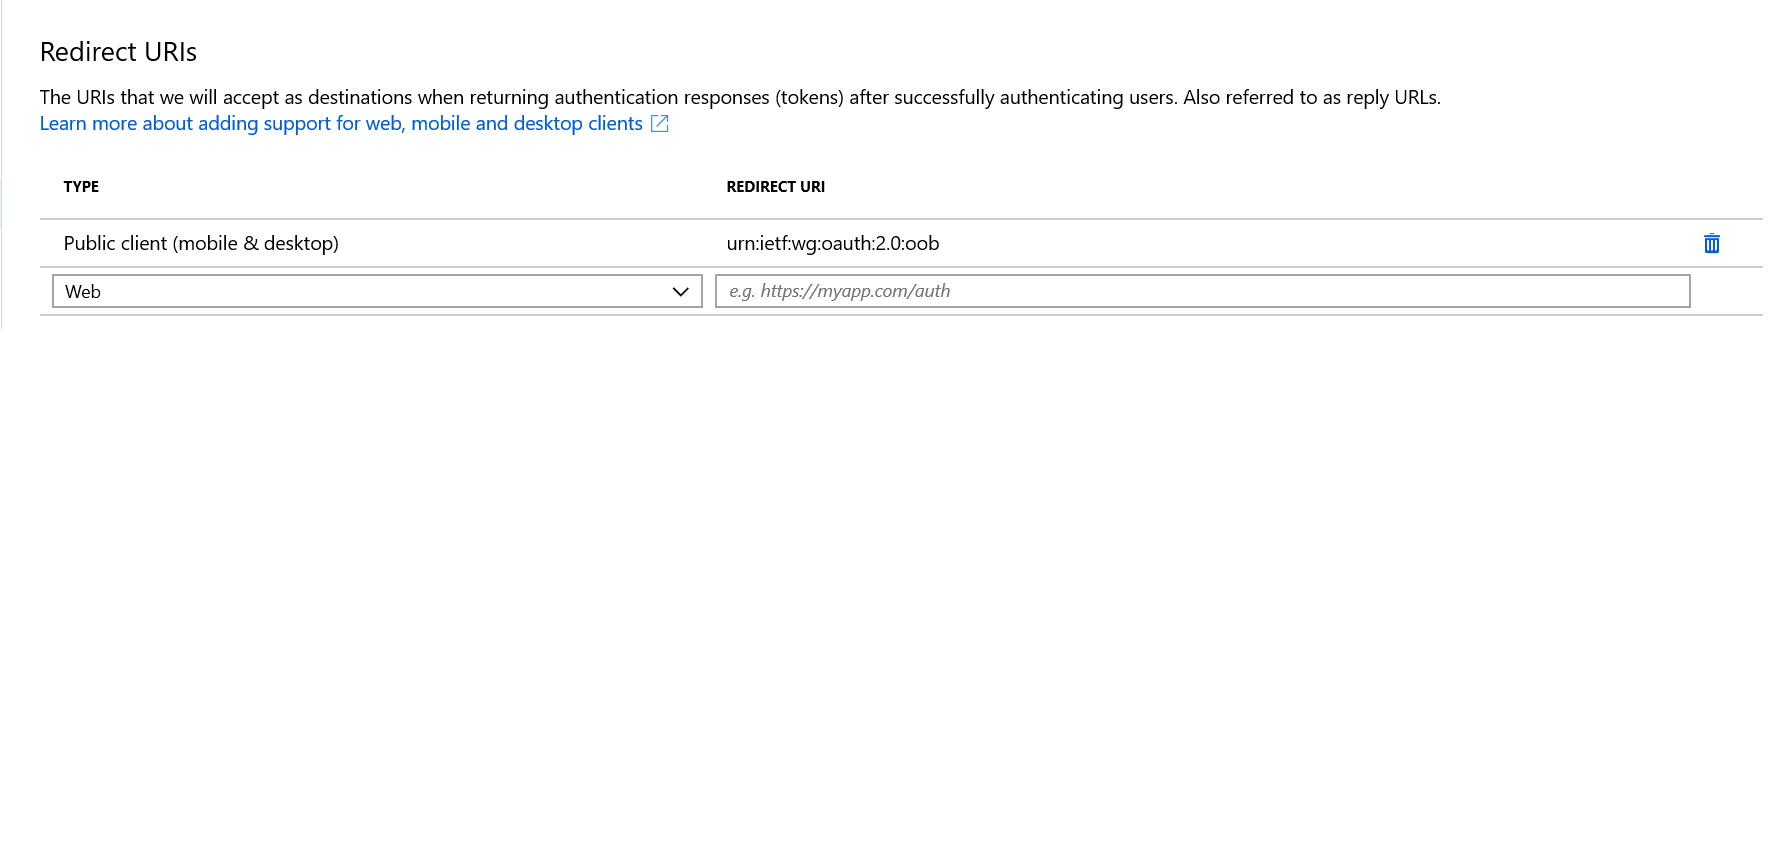 Redirect URIs
The URIs that we will accept as destinations when returning authentication responses (tokens) after successfully authenticating users. Also referred to as reply URLs.
Learn more about adding support for web, mobile and desktop clients
TYPE REDIRECT URI
Public client (mobile & desktop) urn:ietf:wg:oauth:2.0:oob
Web e.g. https://myapp.com/auth